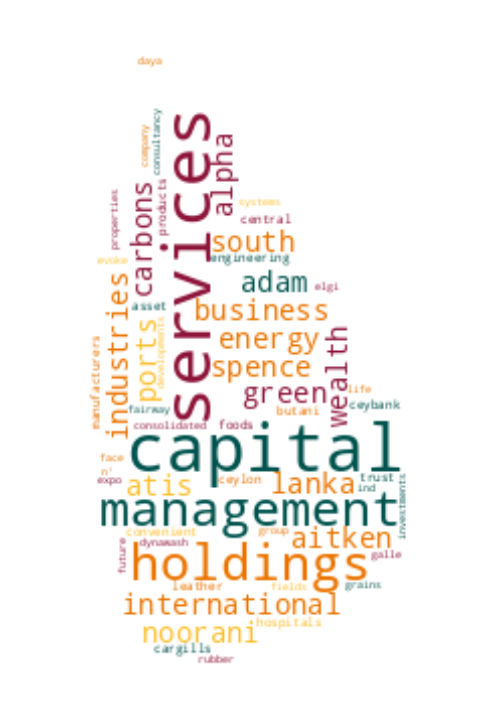 daya
company
consultancy
services
alpha
products
carbons
properties
systems
central
south
engineering
evoke
adam
elgi
asset
business
industries
ports
developments
energy
wealth
manufacturers
spence
green
life
fairway
butani
ceybank
consolidated
foods
capital
face
n'
expo
atis
ceylon
lanka
trust
ind
investments
management
convenient
group
aitken
future
dynawash
galle
holdings
leather
fields
grains
international
noorani
hospitals
cargills
rubber